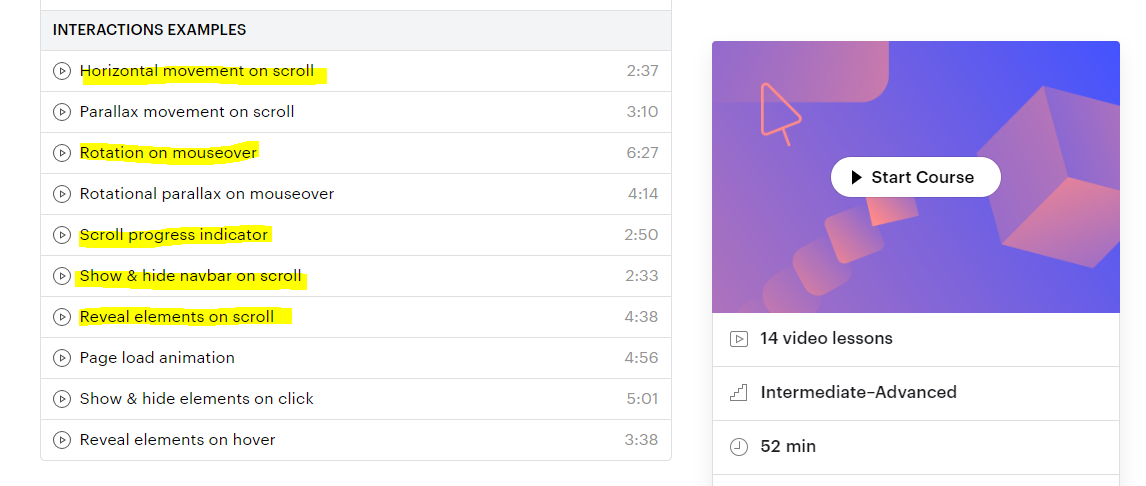 INTERACTIONS EXAMPLES
Horizontal movement on scroll 2:37
Parallax movement on scroll 3:10
Rotation on mouseover 6:27
Rotational parallax on mouseover 4:14
Scroll progress indicator 2:50
Show & hide navbar on scroll 2:33
Reveal elements on scroll 4:38
Page load animation 4:56
Show & hide elements on click 5:01
Reveal elements on hover 3:38
Start Course
14 video lessons
Intermediate–Advanced
52 min